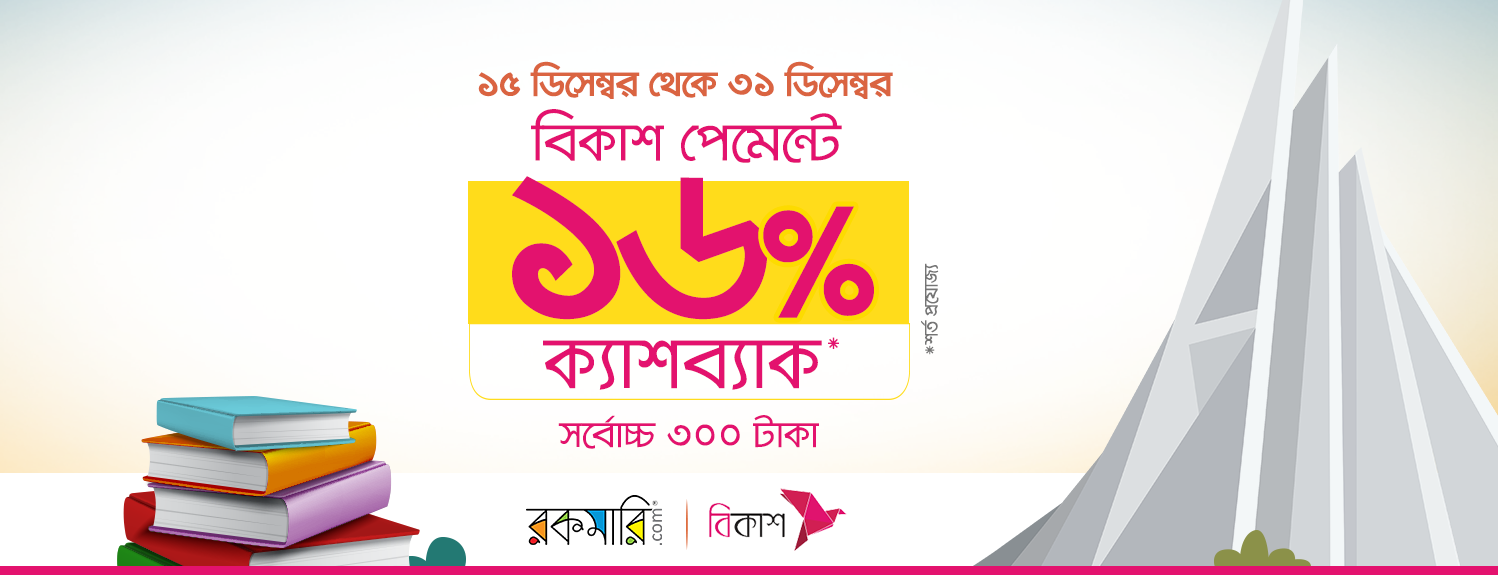 ১৫ ডিসেম্বর থেকে ৩১ ডিসেম্বর
বিকাশ পেমেন্টে
১৬%
ক্যাশব্যাক*
*শর্ত প্রযোজ্য
সর্বোচ্চ ৩০০ টাকা
রকমারি.com®
বিকাশ